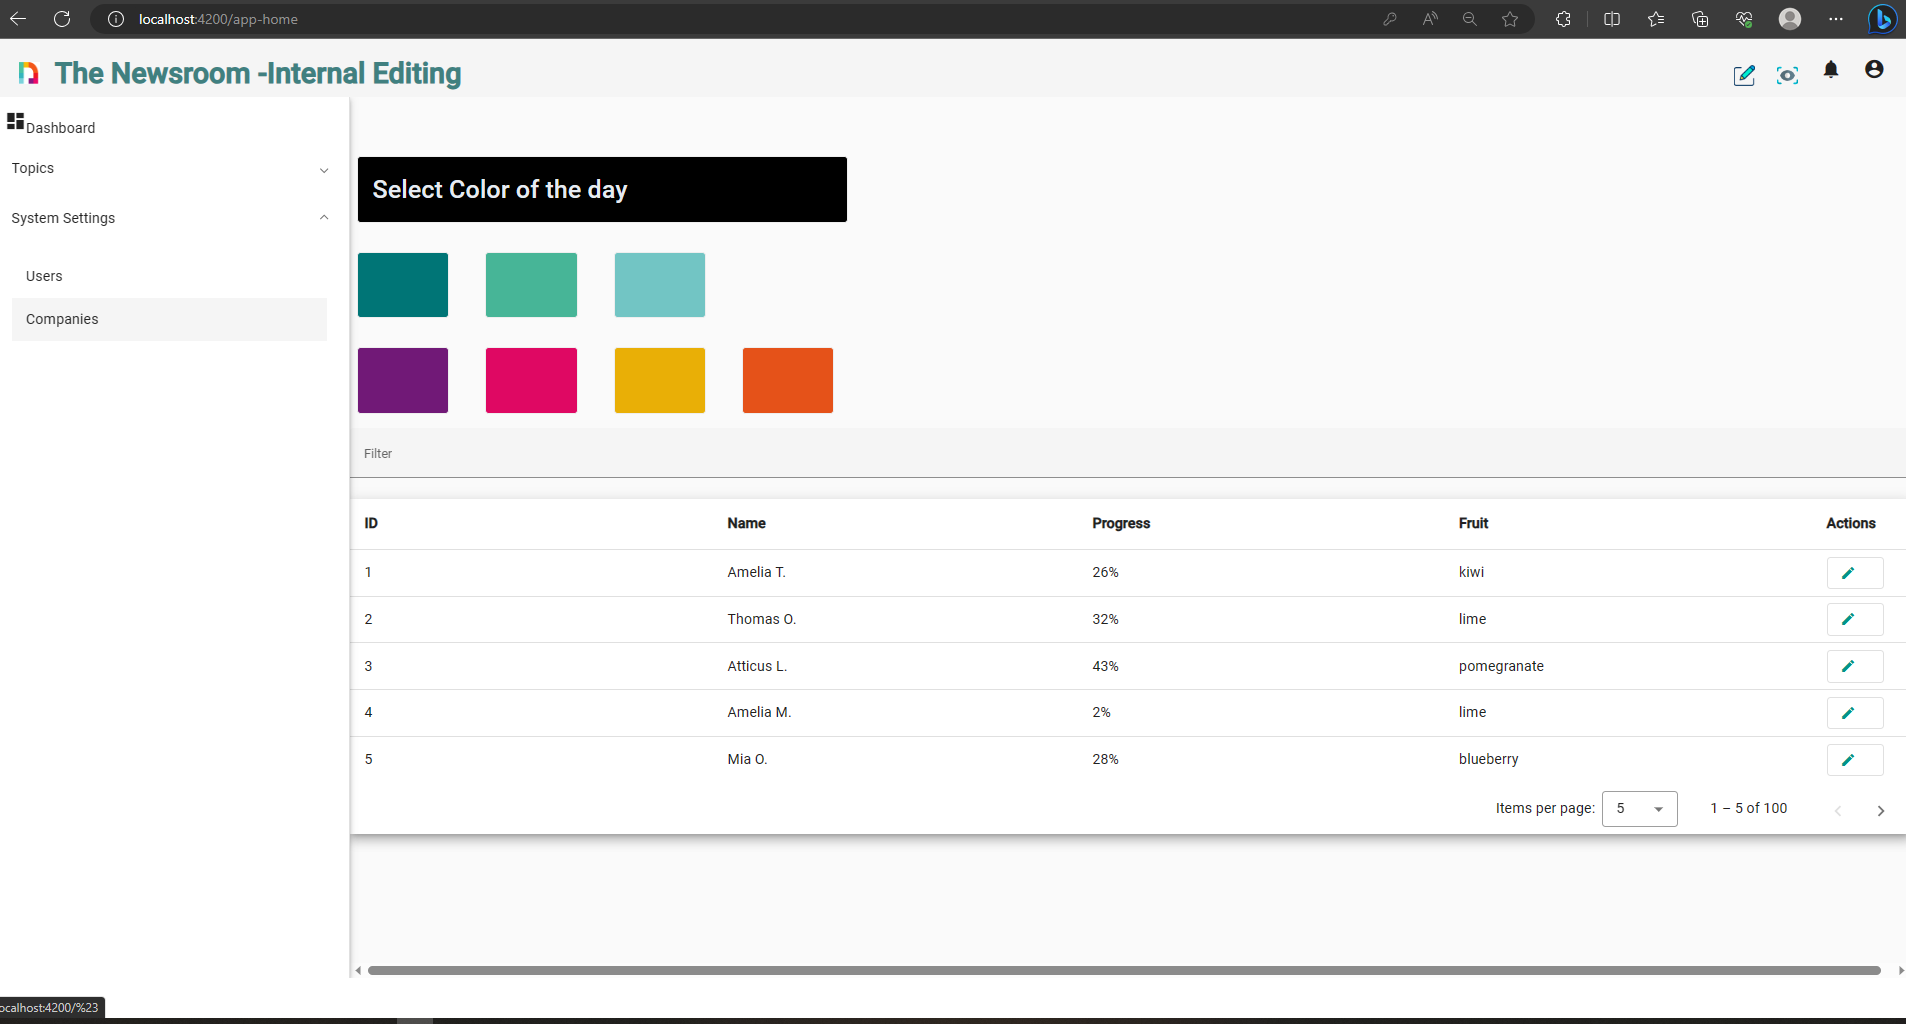 localhost:4200/app-home
The Newsroom -Internal Editing
Dashboard
Topics
System Settings
Users
Companies
Select Color of the day
Filter
ID Name Progress Fruit Actions
1 Amelia T. 26% kiwi
2 Thomas O. 32% lime
3 Atticus L. 43% pomegranate
4 Amelia M. 2% lime
5 Mia O. 28% blueberry
Items per page: 5 1 – 5 of 100
ocalhost:4200/%23